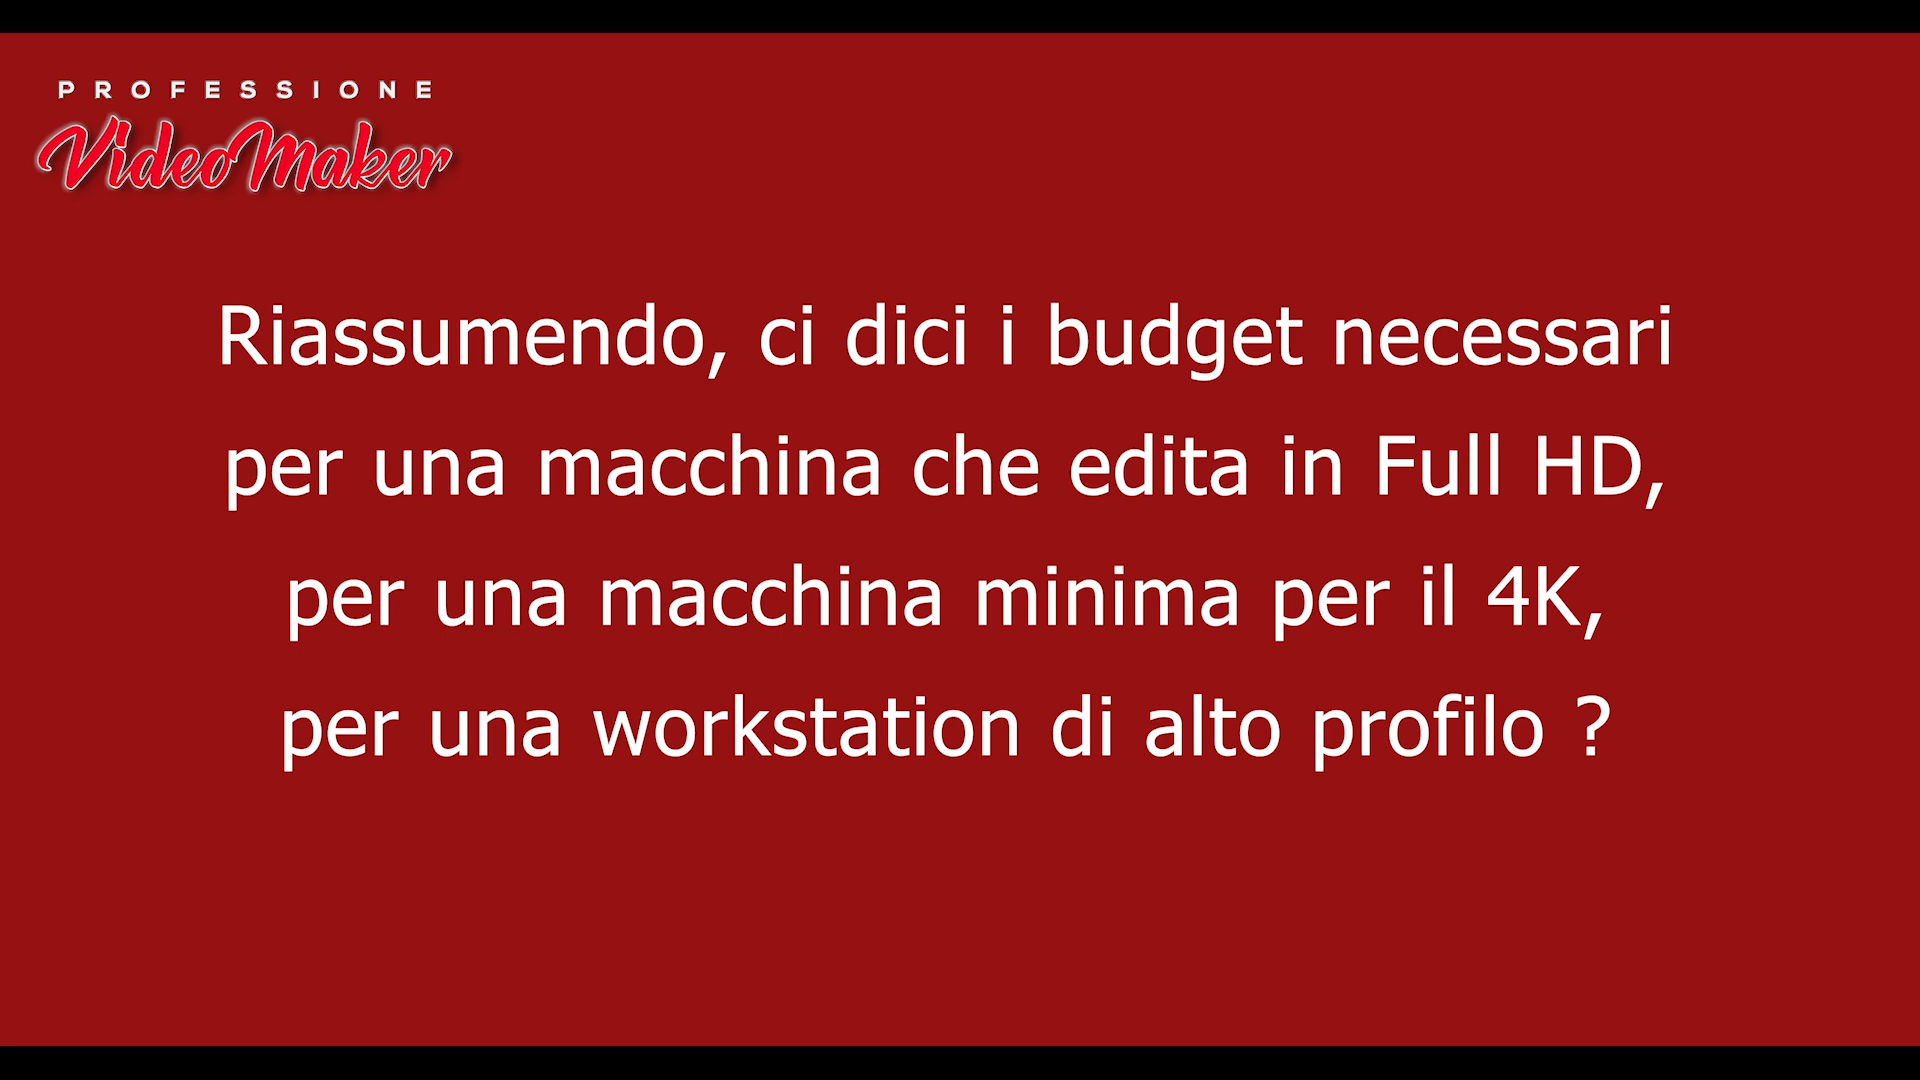 PROFESSIONE
VideoMaker
Riassumendo, ci dici i budget necessari
per una macchina che edita in Full HD,
per una macchina minima per il 4K,
per una workstation di alto profilo ?